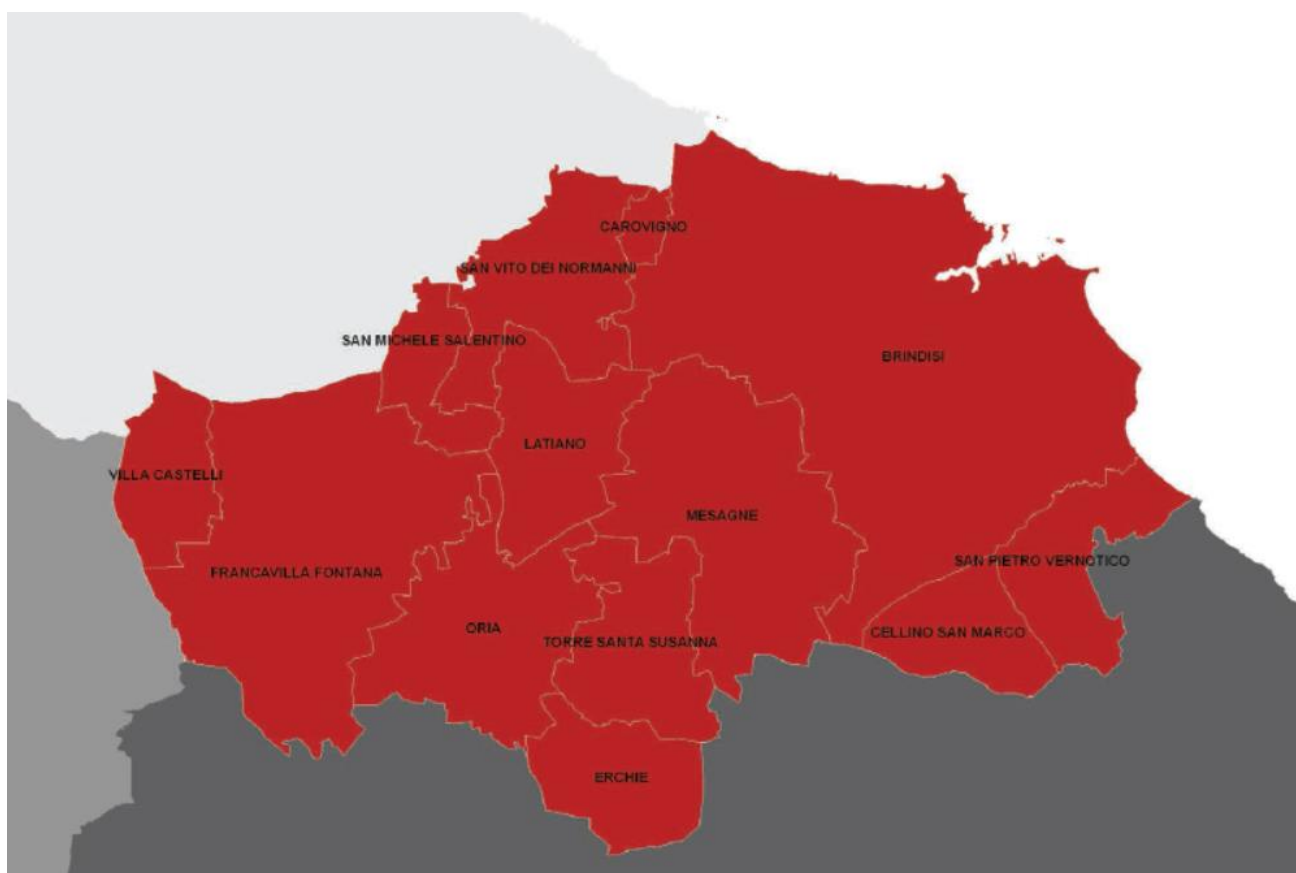 CAROVIGNO
SAN VITO DEI NORMANNI
SAN MICHELE SALENTINO
BRINDISI
LATIANO
VILLA CASTELLI
MESAGNE
SAN PIETRO VERNOTICO
FRANCAVILLA FONTANA
ORIA
CELLINO SAN MARCO
TORRE SANTA SUSANNA
ERCHIE